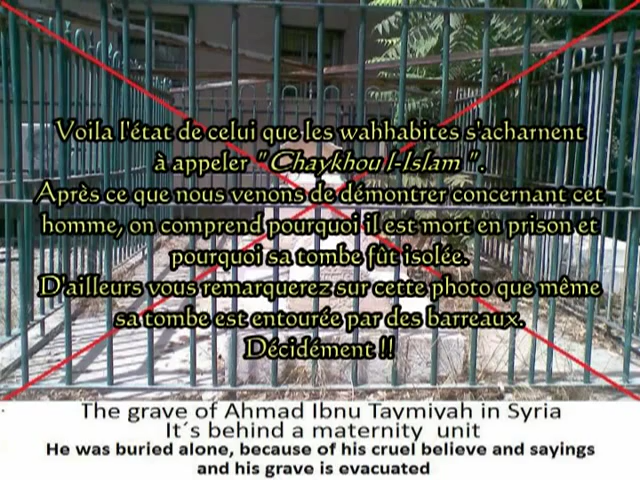 Voila l'état de celui que les wahhabites s'acharnent
à appeler "Chaykhou l-Islam ".
Après ce que nous venons de démontrer concernant cet
homme, on comprend pourquoi il est mort en prison et
pourquoi sa tombe fût isolée.
D'ailleurs vous remarquerez sur cette photo que même
sa tombe est entourée par des barreaux.
Décidément !!
The grave of Ahmad Ibnu Taymiyah in Syria
It´s behind a maternity unit
He was buried alone, because of his cruel believe and sayings
and his grave is evacuated